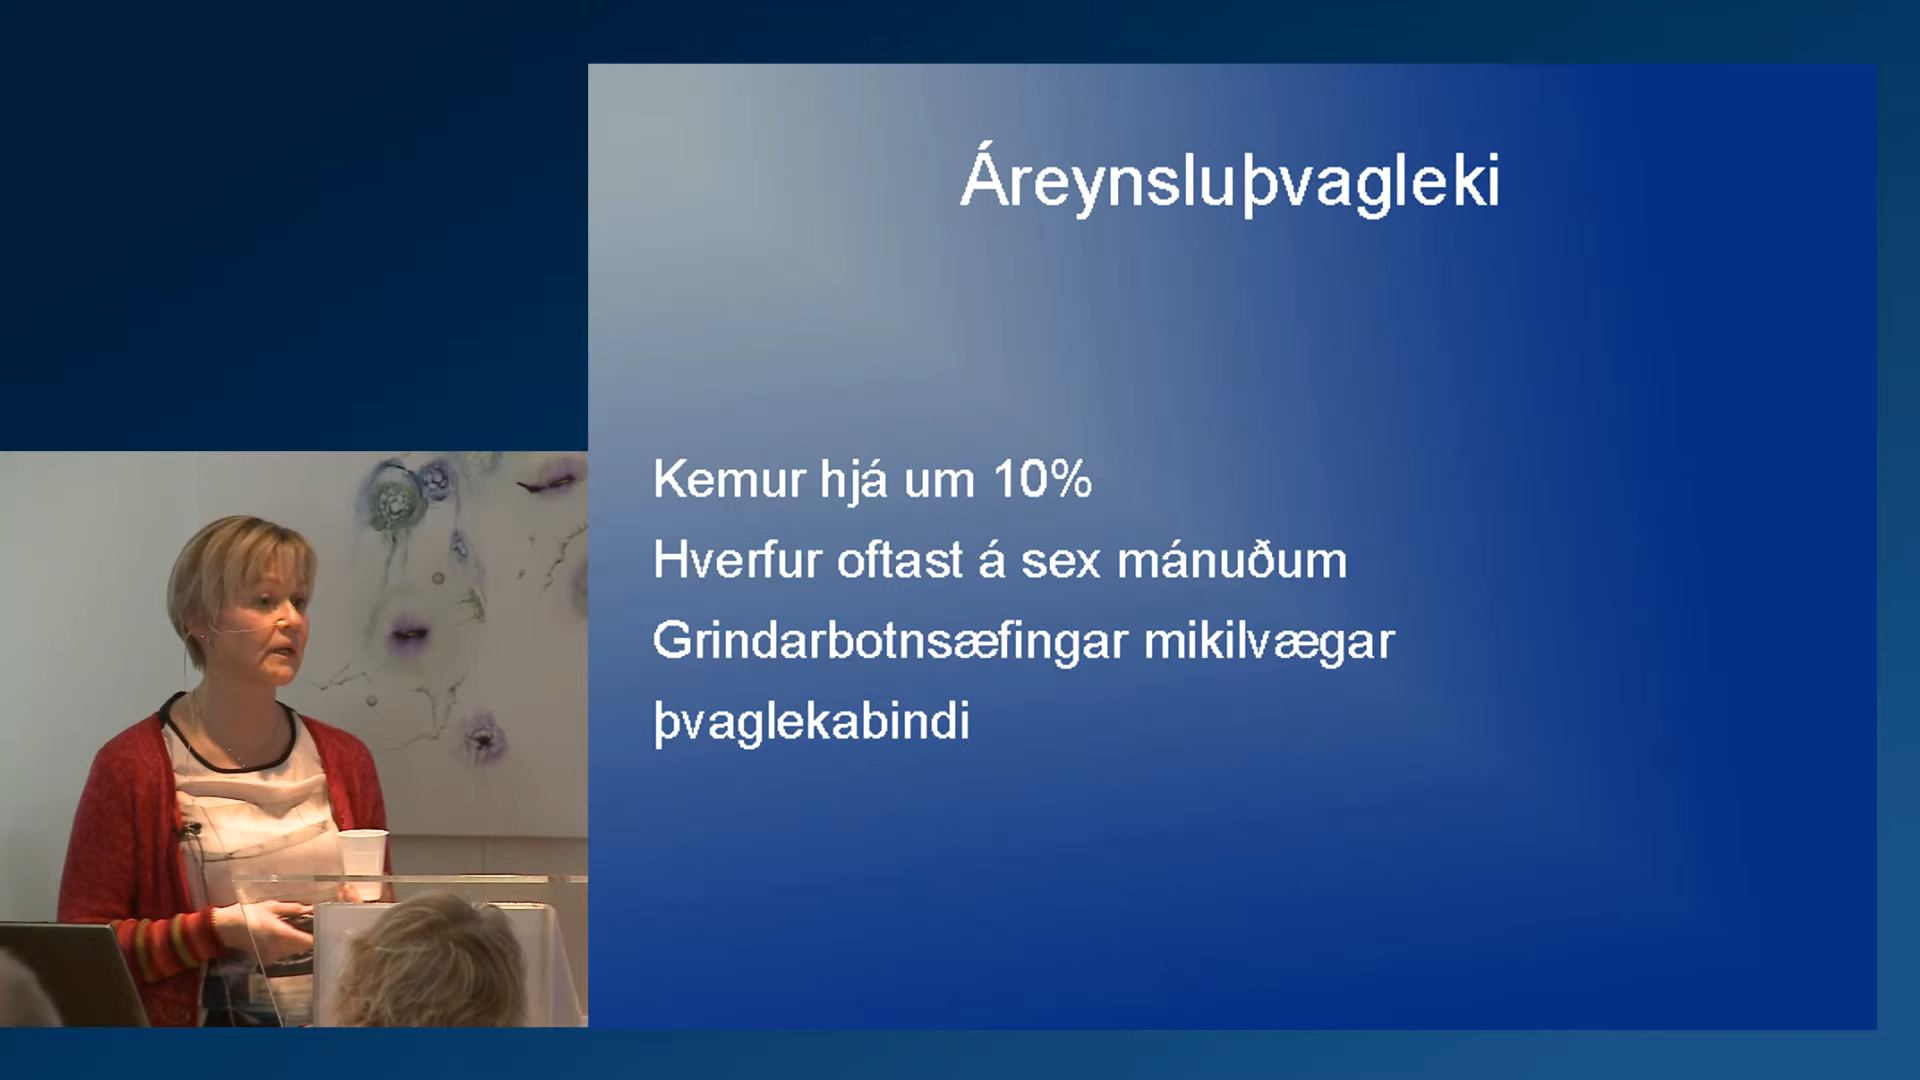 Áreynsluþvagleki
Kemur hjá um 10%
Hverfur oftast á sex mánuðum
Grindarbotnsæfingar mikilvægar
þvaglekabindi